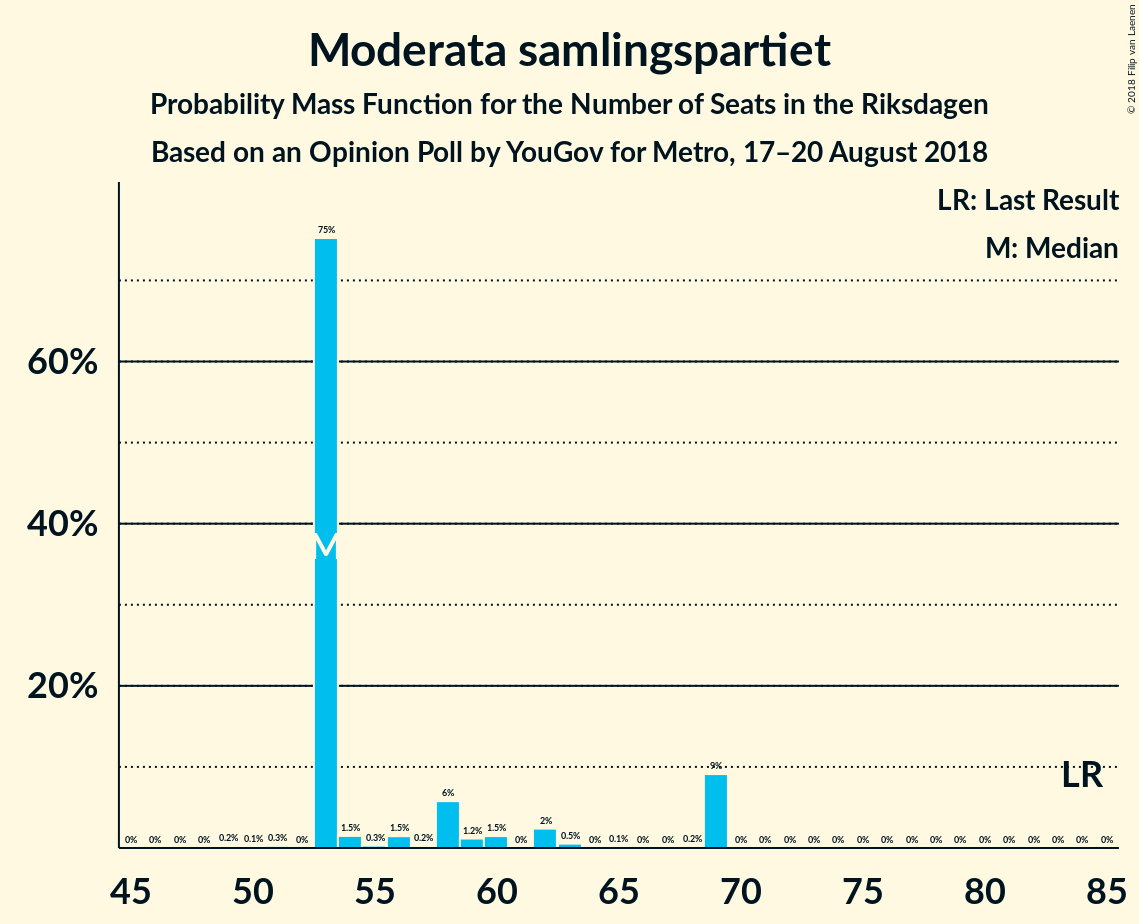 Moderata samlingspartiet
Probability Mass Function for the Number of Seats in the Riksdagen
Based on an Opinion Poll by YouGov for Metro, 17–20 August 2018
© 2018 Filip van Laenen
LR: Last Result
M: Median
60%
40%
20%
75%
M
LR
0% 0% 0% 0% 0.2% 0.1% 0.3% 0% 1.5% 0.3% 1.5% 0.2% 6% 1.2% 1.5% 0% 2% 0.5% 0% 0.1% 0% 0% 0.2% 9% 0% 0% 0% 0% 0% 0% 0% 0% 0% 0% 0% 0% 0% 0% 0% 0%
45 50 55 60 65 70 75 80 85